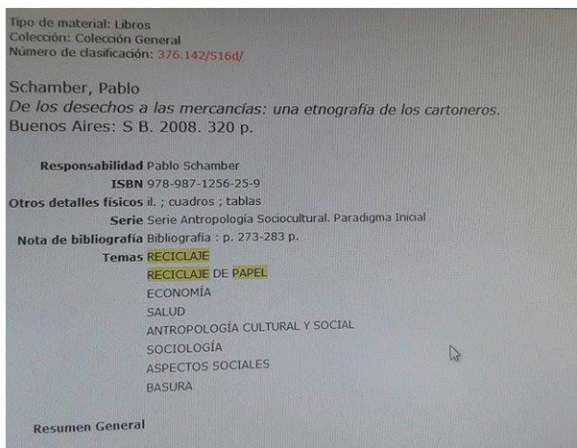 Tipo de material: Libros
Colección: Colección General
Número de clasificación: 376.142/S16d/
Schamber, Pablo
De los desechos a las mercancías: una etnografía de los cartoneros.
Buenos Aires: S B. 2008. 320 p.
Responsabilidad Pablo Schamber
ISBN 978-987-1256-25-9
Otros detalles físicos il. ; cuadros ; tablas
Serie Serie Antropología Sociocultural. Paradigma Inicial
Nota de bibliografía Bibliografía : p. 273-283 p.
Temas RECICLAJE
RECICLAJE DE PAPEL
ECONOMÍA
SALUD
ANTROPOLOGÍA CULTURAL Y SOCIAL
SOCIOLOGÍA
ASPECTOS SOCIALES
BASURA
Resumen General